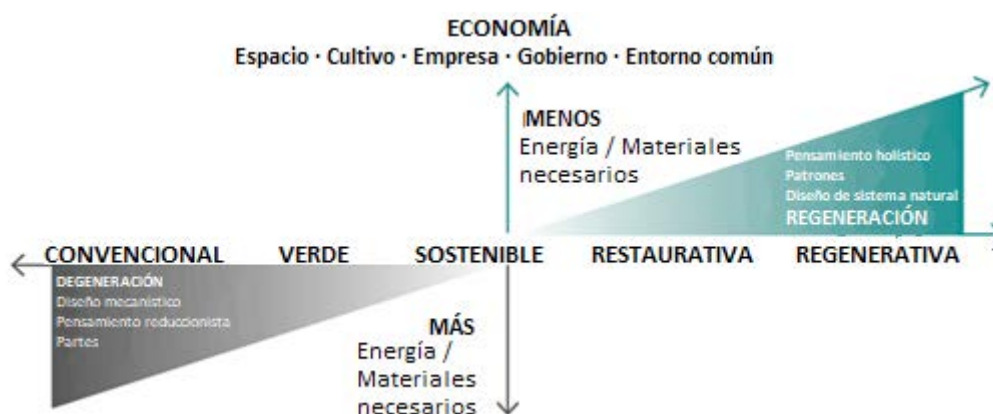 ECONOMÍA
Espacio · Cultivo · Empresa · Gobierno · Entorno común
MENOS
Energía / Materiales
necesarios
Pensamiento holístico
Patrones
Diseño de sistema natural
REGENERACIÓN
CONVENCIONAL VERDE SOSTENIBLE RESTAURATIVA REGENERATIVA
DEGENERACIÓN
Diseño mecanístico
Pensamiento reduccionista
Partes
MÁS
Energía /
Materiales
necesarios